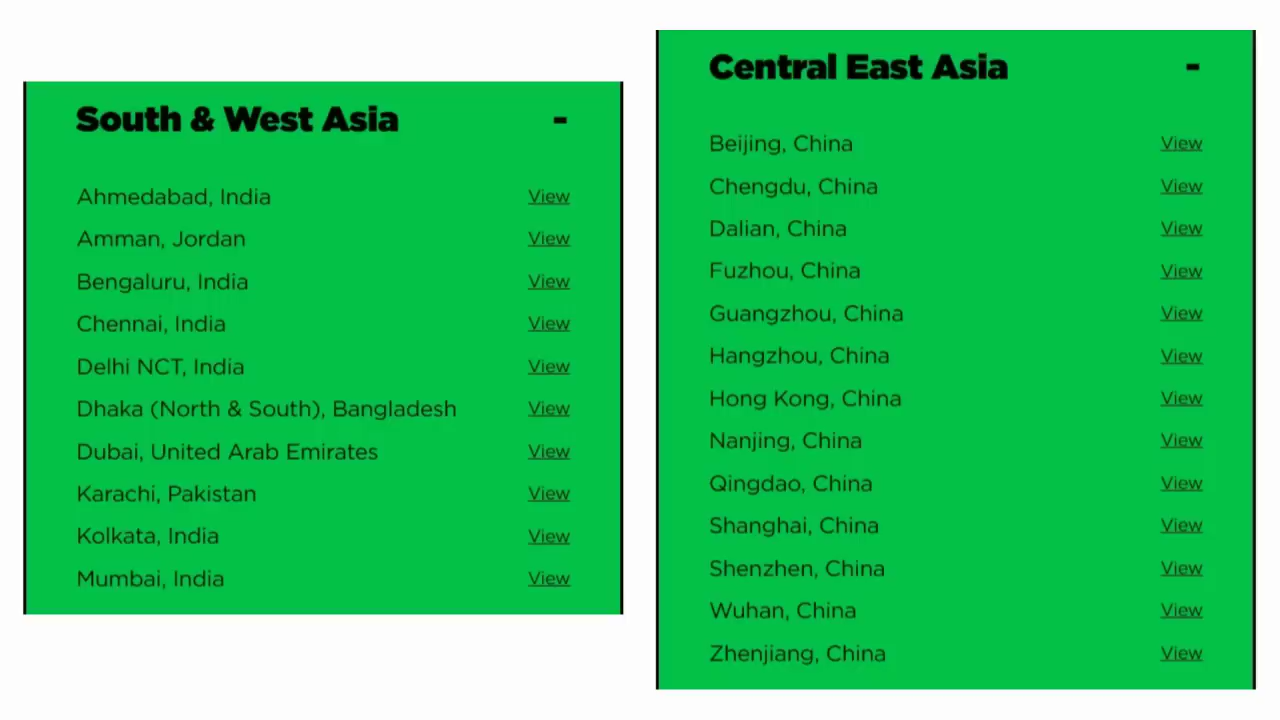 South & West Asia -
Ahmedabad, India View
Amman, Jordan View
Bengaluru, India View
Chennai, India View
Delhi NCT, India View
Dhaka (North & South), Bangladesh View
Dubai, United Arab Emirates View
Karachi, Pakistan View
Kolkata, India View
Mumbai, India View
Central East Asia -
Beijing, China View
Chengdu, China View
Dalian, China View
Fuzhou, China View
Guangzhou, China View
Hangzhou, China View
Hong Kong, China View
Nanjing, China View
Qingdao, China View
Shanghai, China View
Shenzhen, China View
Wuhan, China View
Zhenjiang, China View